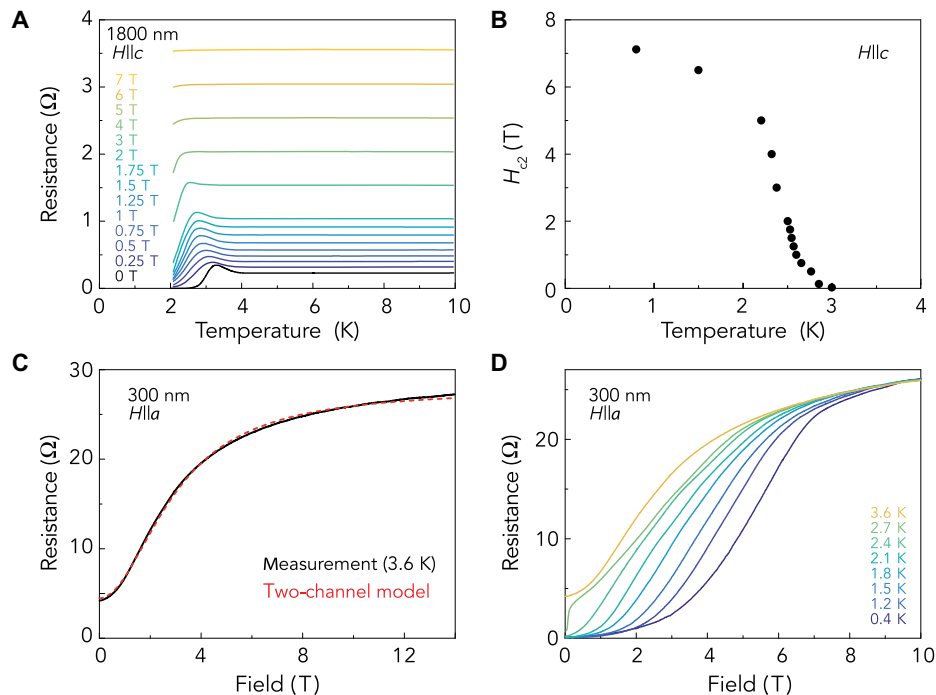 A
1800 nm
H||c
7 T
6 T
5 T
4 T
3 T
2 T
1.75 T
1.5 T
1.25 T
1 T
0.75 T
0.5 T
0.25 T
0 T
Resistance (Ω)
4
3
2
1
0
0 2 4 6 8 10
Temperature (K)
B
H||c
Hc2 (T)
8
6
4
2
0
0 1 2 3 4
Temperature (K)
C
300 nm
H||a
Resistance (Ω)
30
20
10
0
Measurement (3.6 K)
Two-channel model
0 4 8 12
Field (T)
D
300 nm
H||a
Resistance (Ω)
20
10
0
3.6 K
2.7 K
2.4 K
2.1 K
1.8 K
1.5 K
1.2 K
0.4 K
0 2 4 6 8 10
Field (T)